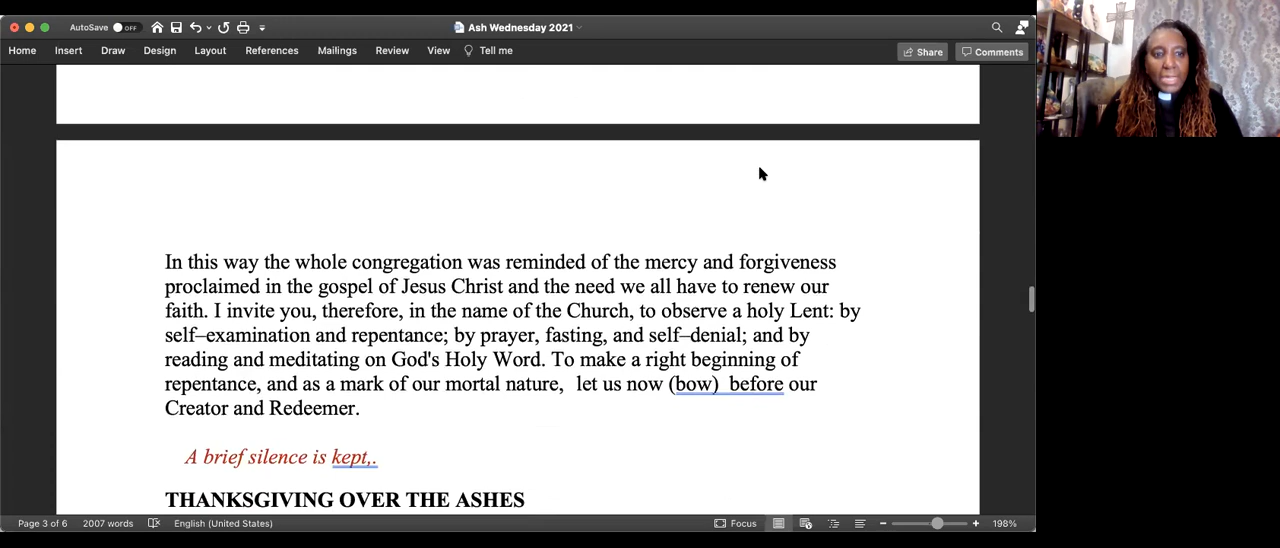 AutoSave OFF
Ash Wednesday 2021
Home Insert Draw Design Layout References Mailings Review View Tell me Share Comments
In this way the whole congregation was reminded of the mercy and forgiveness
proclaimed in the gospel of Jesus Christ and the need we all have to renew our
faith. I invite you, therefore, in the name of the Church, to observe a holy Lent: by
self–examination and repentance; by prayer, fasting, and self–denial; and by
reading and meditating on God's Holy Word. To make a right beginning of
repentance, and as a mark of our mortal nature, let us now (bow) before our
Creator and Redeemer.
A brief silence is kept,.
THANKSGIVING OVER THE ASHES
Page 3 of 6 2007 words English (United States) Focus 198%